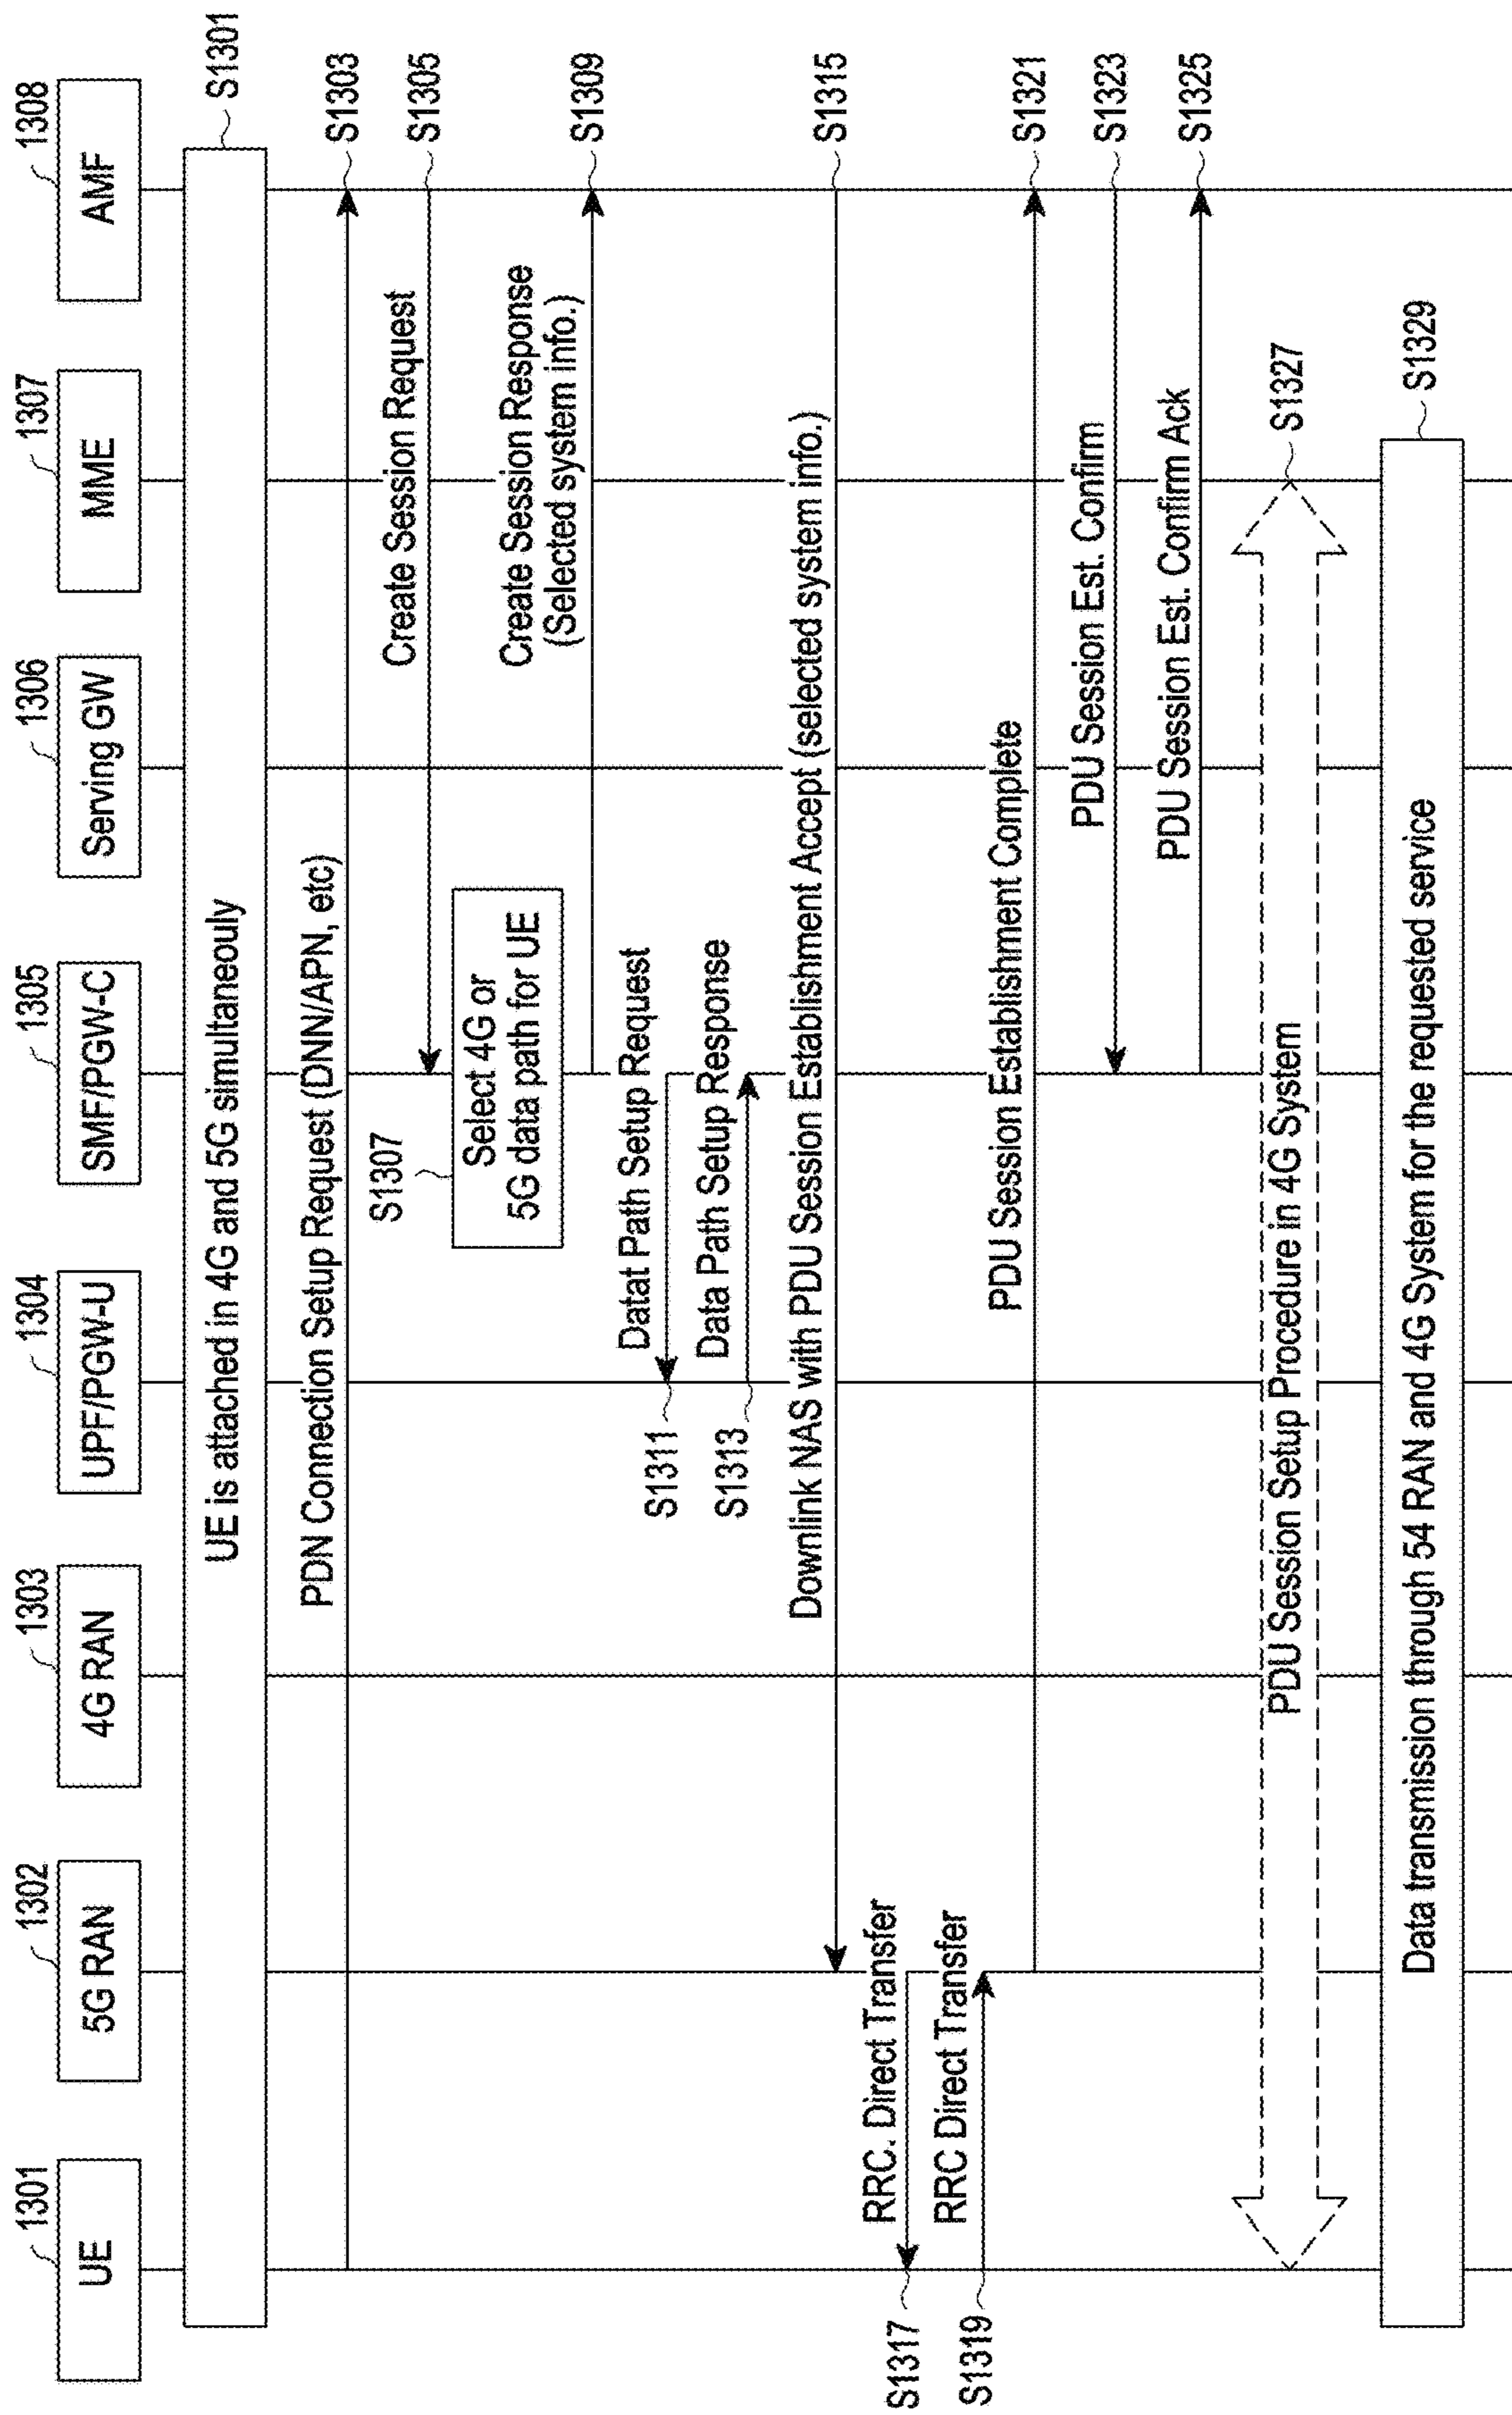 1301
1302
1303
1304
1305
1306
1307
1308
UE
5G RAN
4G RAN
UPF/PGW-U
SMF/PGW-C
Serving GW
MME
AMF
UE is attached in 4G and 5G simultaneouly
S1301
PDN Connection Setup Request (DNN/APN, etc)
S1303
Create Session Request
S1305
S1307
Select 4G or
5G data path for UE
Create Session Response
(Selected system info.)
S1309
Datat Path Setup Request
S1311
Data Path Setup Response
S1313
Downlink NAS with PDU Session Establishment Accept (selected system info.)
S1315
RRC. Direct Transfer
S1317
RRC Direct Transfer
S1319
PDU Session Establishment Complete
S1321
PDU Session Est. Confirm
S1323
PDU Session Est. Confirm Ack
S1325
PDU Session Setup Procedure in 4G System
S1327
Data transmission through 54 RAN and 4G System for the requested service
S1329